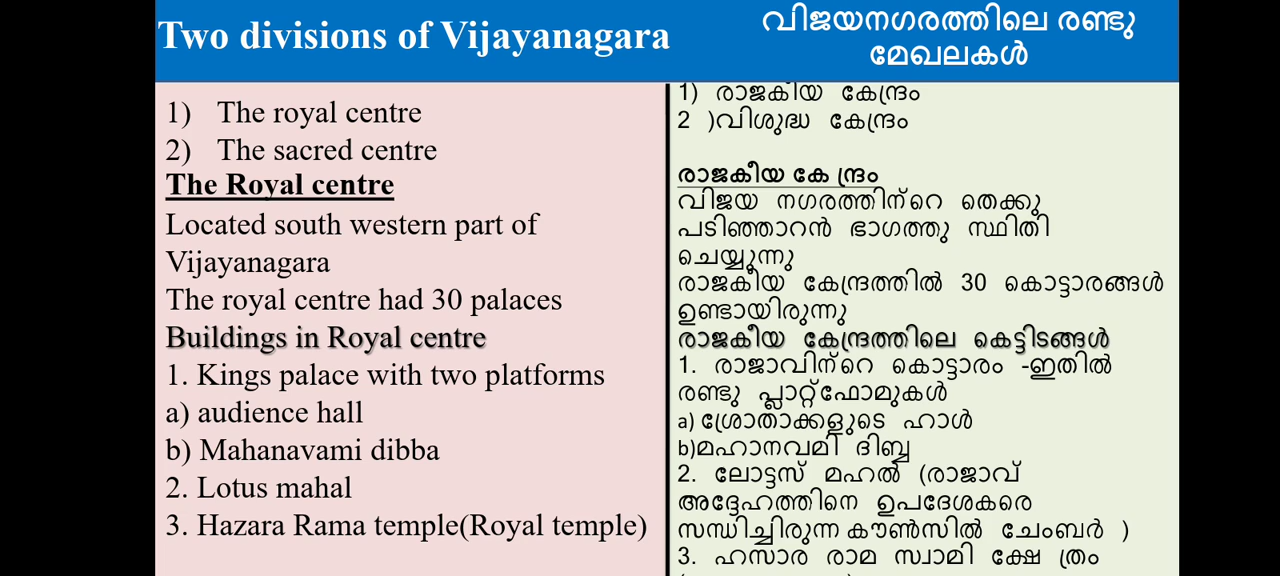 Two divisions of Vijayanagara
വിജയനഗരത്തിലെ രണ്ടു
മേഖലകൾ
1) The royal centre
2) The sacred centre
The Royal centre
Located south western part of
Vijayanagara
The royal centre had 30 palaces
Buildings in Royal centre
1. Kings palace with two platforms
a) audience hall
b) Mahanavami dibba
2. Lotus mahal
3. Hazara Rama temple(Royal temple)
1) രാജകീയ കേന്ദ്രം
2 )വിശുദ്ധ കേന്ദ്രം
രാജകീയ കേ ന്ദ്രം
വിജയ നഗരത്തിന്റെ തെക്കു
പടിഞ്ഞാറൻ ഭാഗത്തു സ്ഥിതി
ചെയ്യുന്നു
രാജകീയ കേന്ദ്രത്തിൽ 30 കൊട്ടാരങ്ങൾ
ഉണ്ടായിരുന്നു
രാജകീയ കേന്ദ്രത്തിലെ കെട്ടിടങ്ങൾ
1. രാജാവിന്റെ കൊട്ടാരം -ഇതിൽ
രണ്ടു പ്ലാറ്റ്ഫോമുകൾ
a) ശ്രോതാക്കളുടെ ഹാൾ
b)മഹാനവമി ദിബ്ബ
2. ലോട്ടസ് മഹൽ (രാജാവ്
അദ്ദേഹത്തിനെ ഉപദേശകരെ
സന്ധിച്ചിരുന്ന കൗൺസിൽ ചേംബർ )
3. ഹസാര രാമ സ്വാമി ക്ഷേ ത്രം